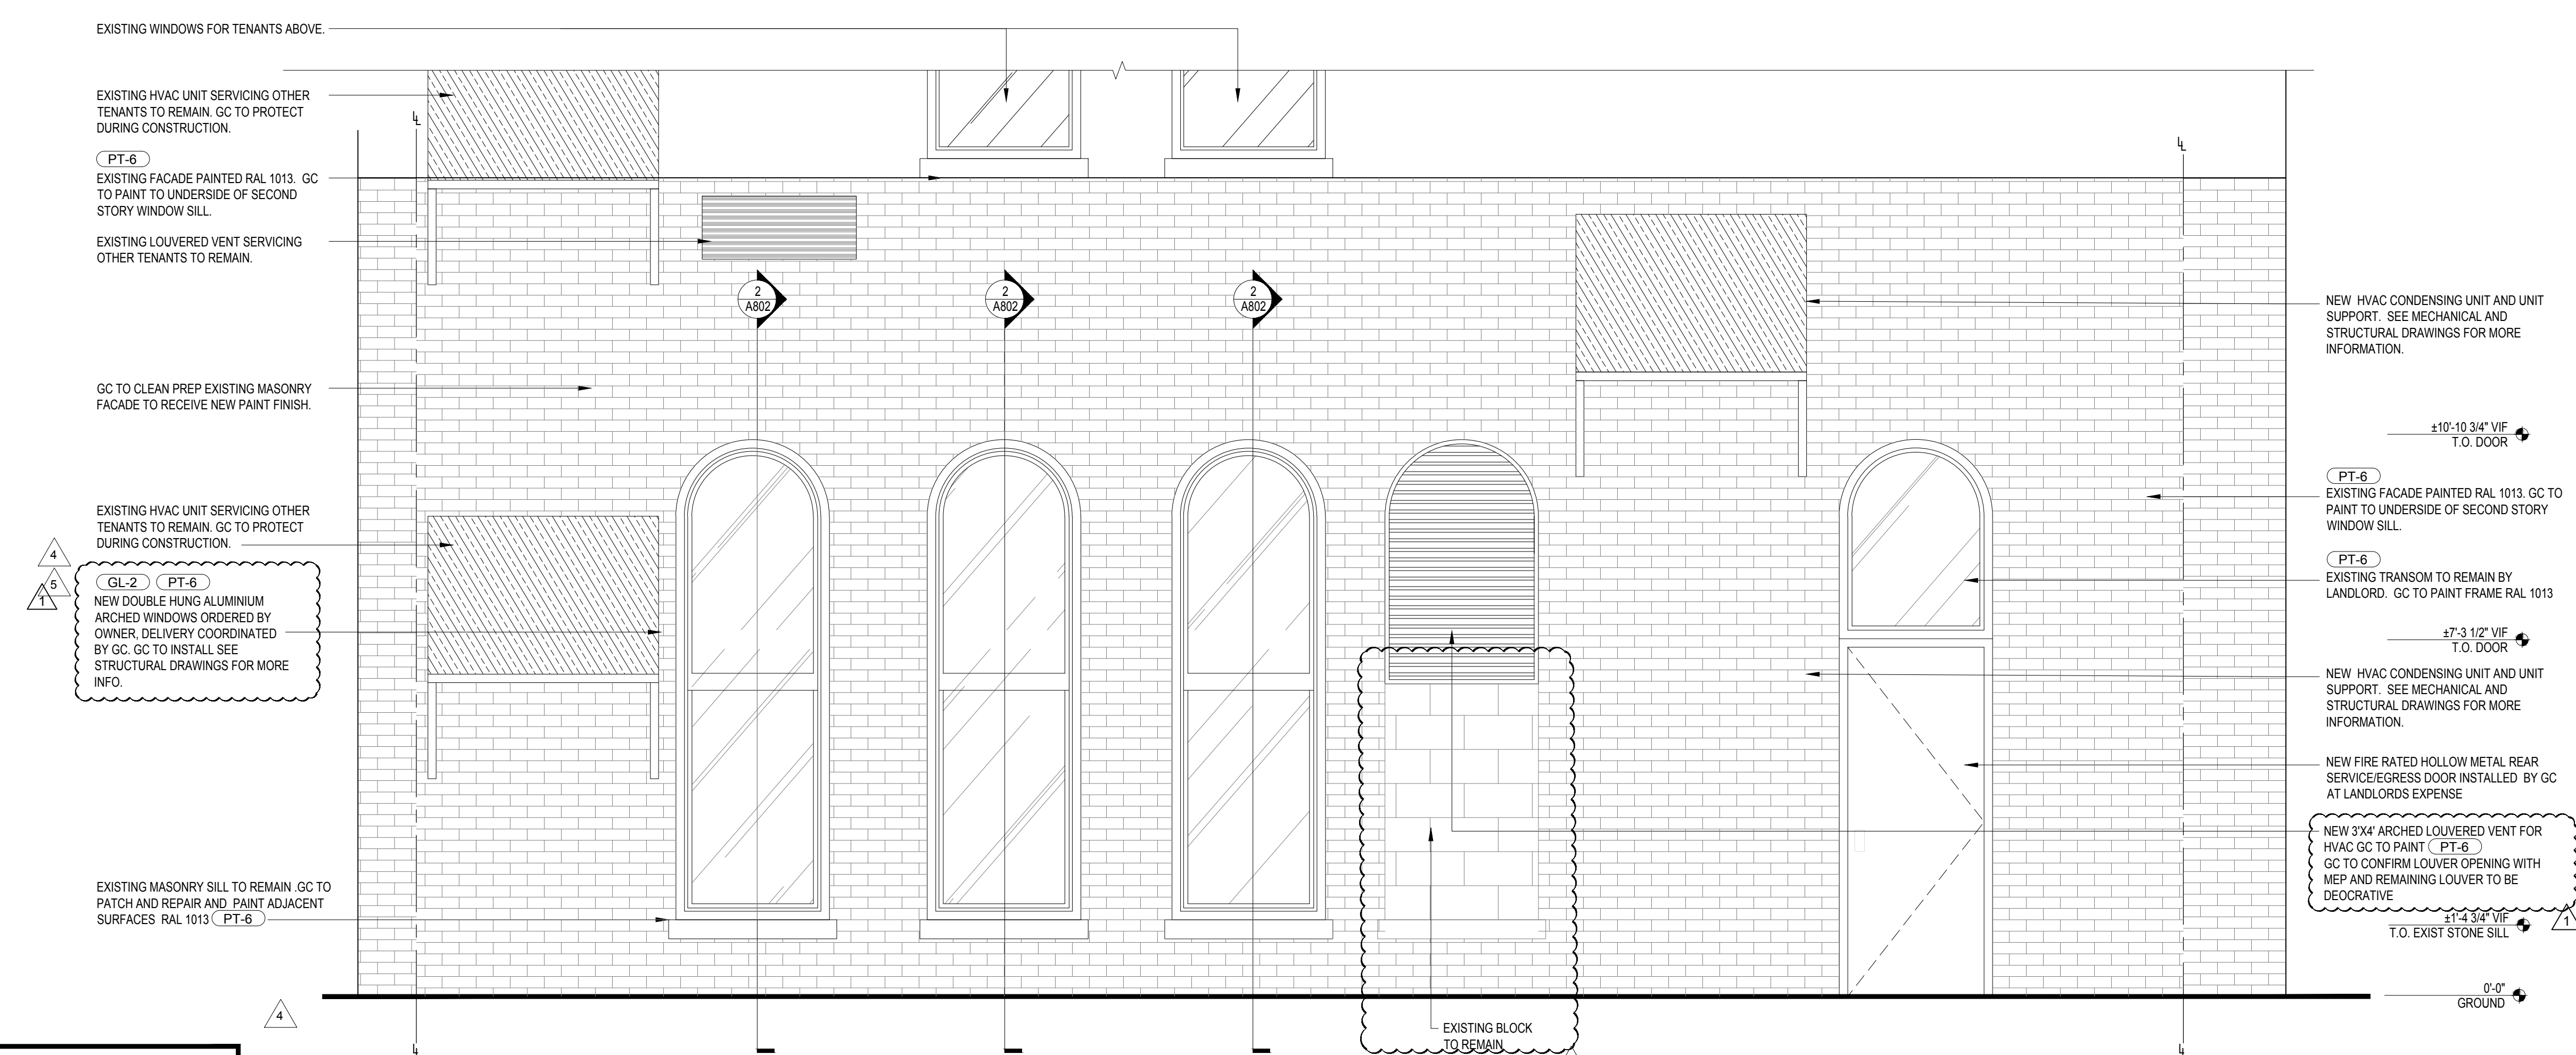 EXISTING WINDOWS FOR TENANTS ABOVE.
EXISTING HVAC UNIT SERVICING OTHER
TENANTS TO REMAIN. GC TO PROTECT
DURING CONSTRUCTION.
PT-6
EXISTING FACADE PAINTED RAL 1013. GC
TO PAINT TO UNDERSIDE OF SECOND
STORY WINDOW SILL.
EXISTING LOUVERED VENT SERVICING
OTHER TENANTS TO REMAIN.
GC TO CLEAN PREP EXISTING MASONRY
FACADE TO RECEIVE NEW PAINT FINISH.
EXISTING HVAC UNIT SERVICING OTHER
TENANTS TO REMAIN. GC TO PROTECT
DURING CONSTRUCTION.
4
5
1
GL-2 PT-6
NEW DOUBLE HUNG ALUMINIUM
ARCHED WINDOWS ORDERED BY
OWNER, DELIVERY COORDINATED
BY GC. GC TO INSTALL SEE
STRUCTURAL DRAWINGS FOR MORE
INFO.
EXISTING MASONRY SILL TO REMAIN .GC TO
PATCH AND REPAIR AND PAINT ADJACENT
SURFACES RAL 1013 PT-6
4
2
A802
2
A802
2
A802
EXISTING BLOCK
TO REMAIN
NEW HVAC CONDENSING UNIT AND UNIT
SUPPORT. SEE MECHANICAL AND
STRUCTURAL DRAWINGS FOR MORE
INFORMATION.
±10'-10 3/4" VIF
T.O. DOOR
PT-6
EXISTING FACADE PAINTED RAL 1013. GC TO
PAINT TO UNDERSIDE OF SECOND STORY
WINDOW SILL.
PT-6
EXISTING TRANSOM TO REMAIN BY
LANDLORD. GC TO PAINT FRAME RAL 1013
±7'-3 1/2" VIF
T.O. DOOR
NEW HVAC CONDENSING UNIT AND UNIT
SUPPORT. SEE MECHANICAL AND
STRUCTURAL DRAWINGS FOR MORE
INFORMATION.
NEW FIRE RATED HOLLOW METAL REAR
SERVICE/EGRESS DOOR INSTALLED BY GC
AT LANDLORDS EXPENSE
NEW 3'X4' ARCHED LOUVERED VENT FOR
HVAC GC TO PAINT PT-6
GC TO CONFIRM LOUVER OPENING WITH
MEP AND REMAINING LOUVER TO BE
DEOCRATIVE
1
±1'-4 3/4" VIF
T.O. EXIST STONE SILL
0'-0"
GROUND